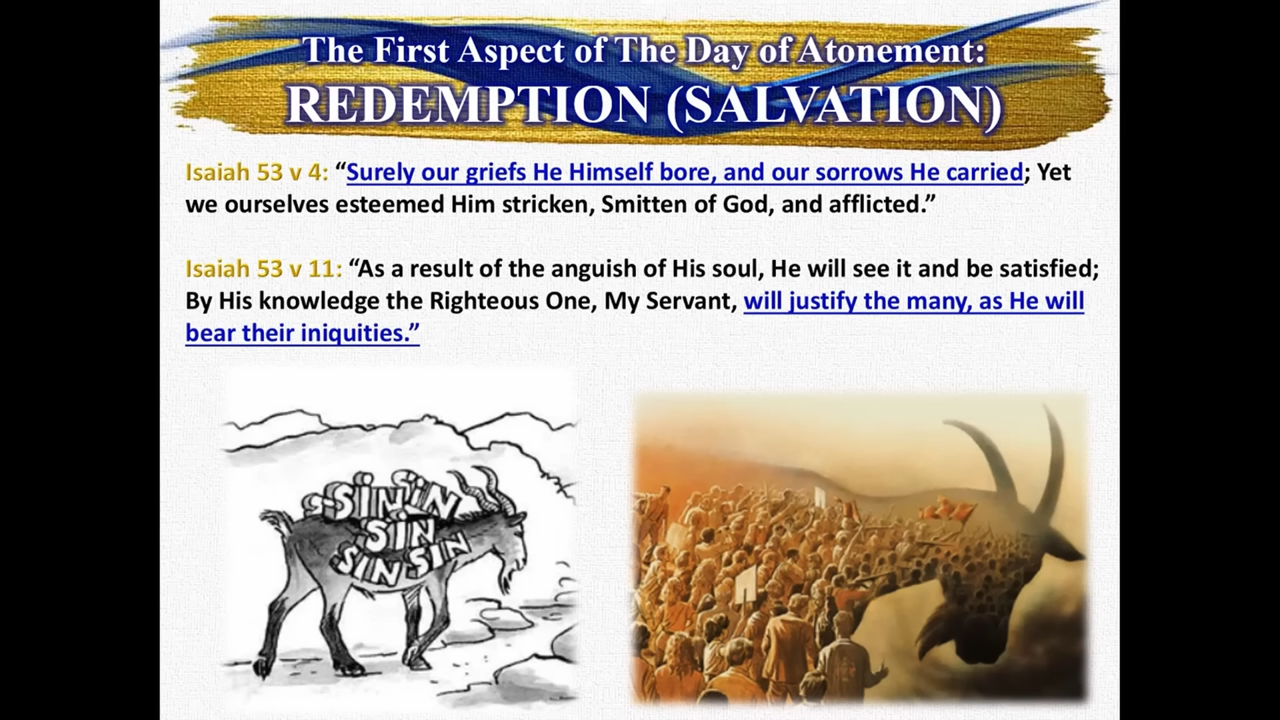 The First Aspect of The Day of Atonement:
REDEMPTION (SALVATION)
Isaiah 53 v 4: “Surely our griefs He Himself bore, and our sorrows He carried; Yet
we ourselves esteemed Him stricken, Smitten of God, and afflicted.”
Isaiah 53 v 11: “As a result of the anguish of His soul, He will see it and be satisfied;
By His knowledge the Righteous One, My Servant, will justify the many, as He will
bear their iniquities.”
SiN SiN
SiN
SiN SiN